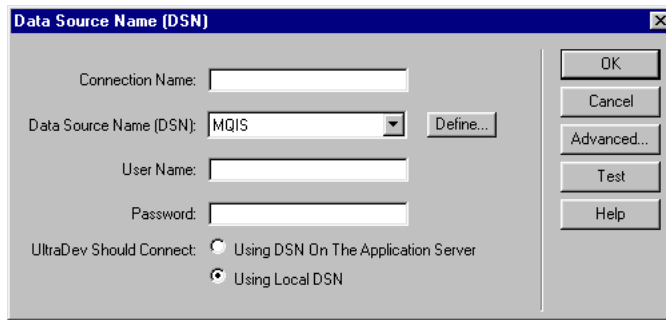 Data Source Name (DSN)
Connection Name:
Data Source Name (DSN): MQIS Define...
User Name:
Password:
UltraDev Should Connect: Using DSN On The Application Server
Using Local DSN
OK
Cancel
Advanced...
Test
Help